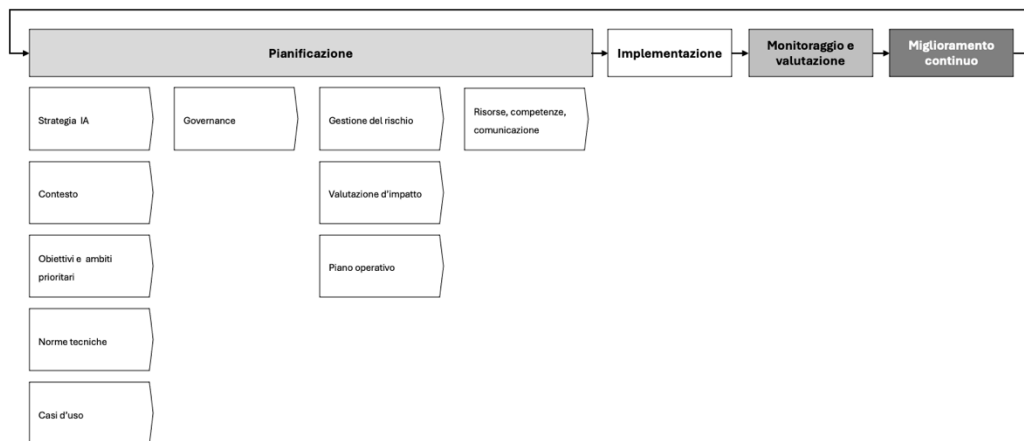 Pianificazione
Implementazione
Monitoraggio e
valutazione
Miglioramento
continuo
Strategia IA
Governance
Gestione del rischio
Risorse, competenze,
comunicazione
Contesto
Valutazione d'impatto
Obiettivi e ambiti
prioritari
Piano operativo
Norme tecniche
Casi d'uso